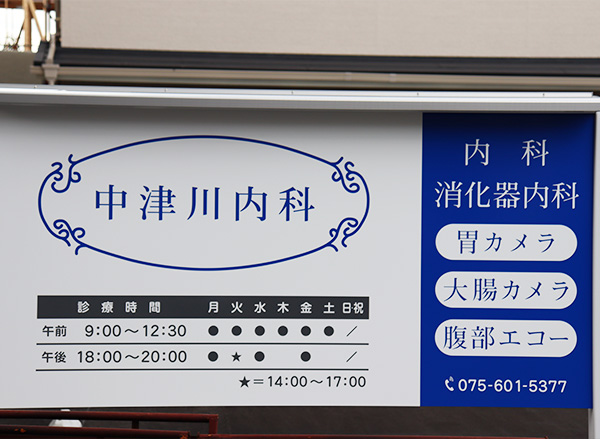 中津川内科
診療時間 月 火 水 木 金 土 日祝
午前 9:00〜12:30 ● ● ● ● ● ● ／
午後 18:00〜20:00 ● ★ ● ● ／
★＝14:00〜17:00
内科
消化器内科
胃カメラ
大腸カメラ
腹部エコー
075-601-5377